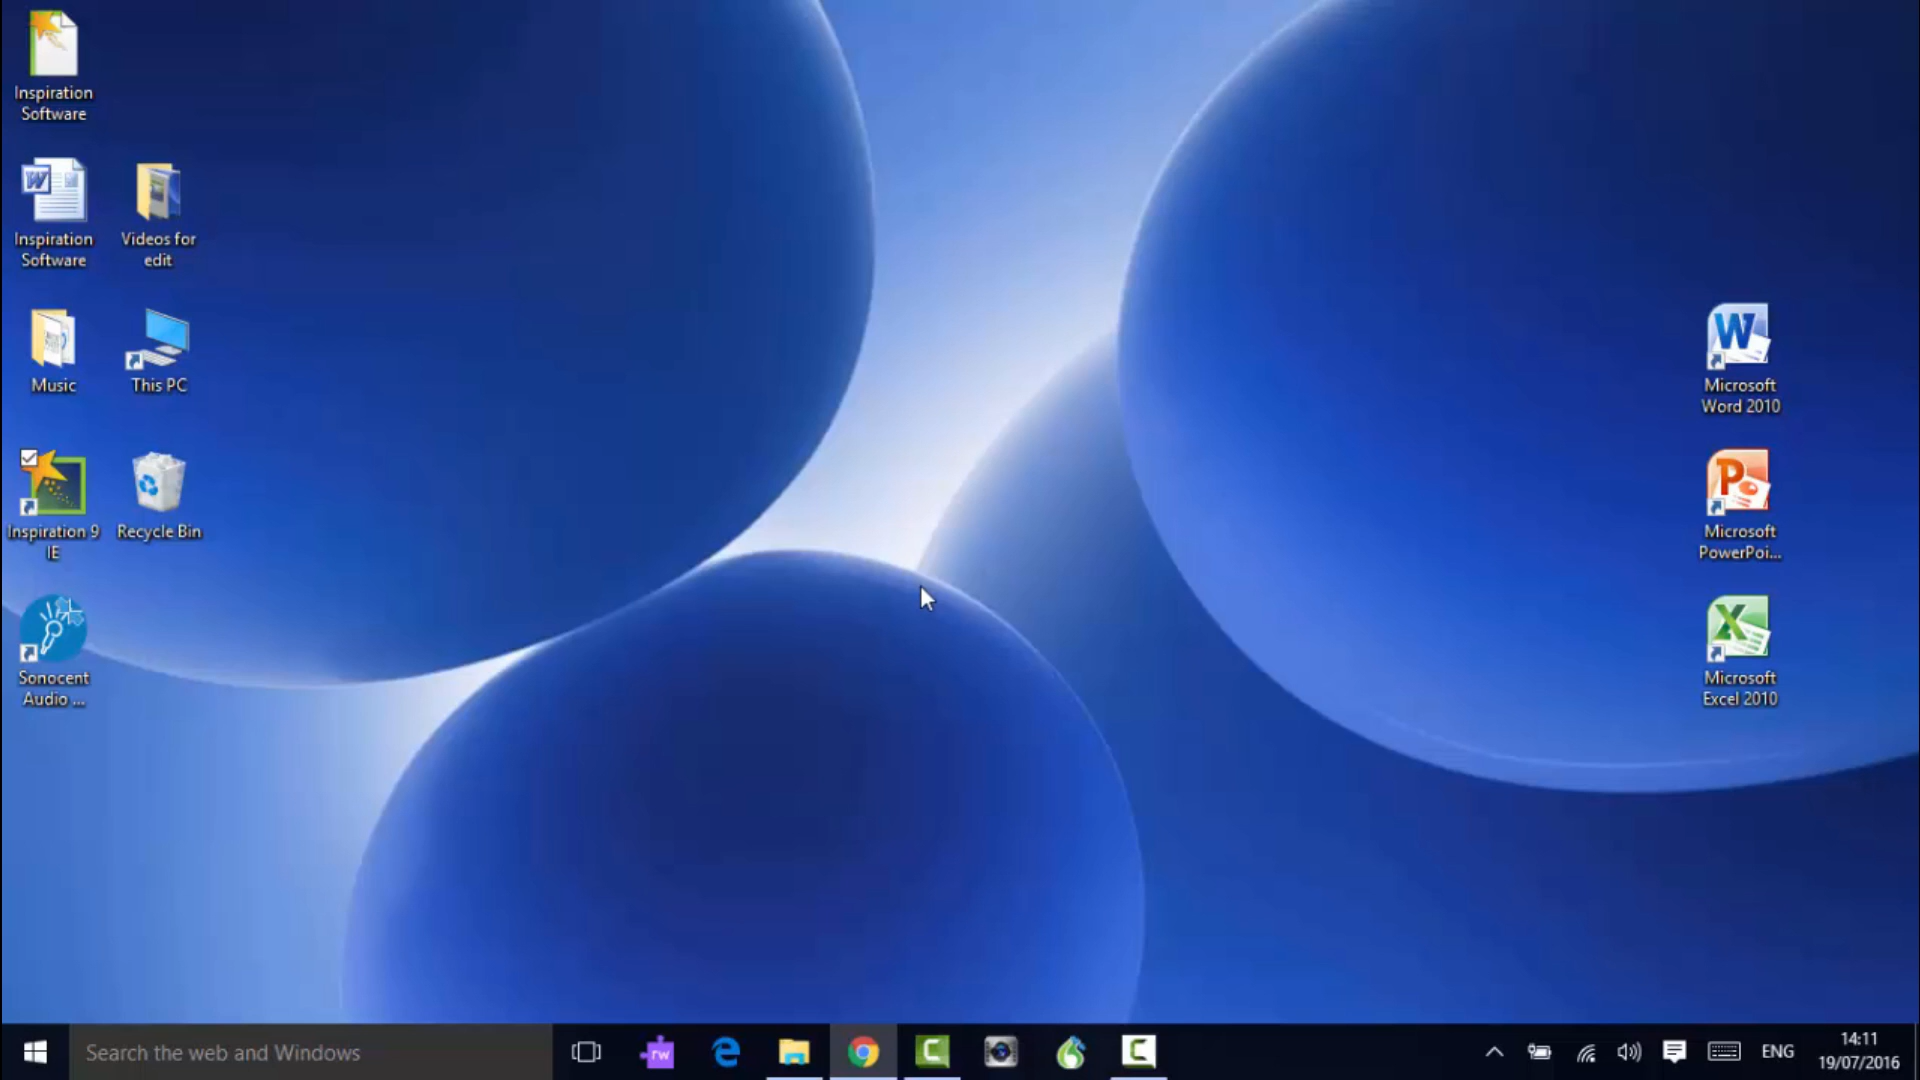 Inspiration
Software
Inspiration
Software
Videos for
edit
Music
This PC
Inspiration 9
IE
Recycle Bin
Sonocent
Audio ...
W
Microsoft
Word 2010
P
Microsoft
PowerPoi...
X
Microsoft
Excel 2010
Search the web and Windows
rw
ENG
14:11
19/07/2016